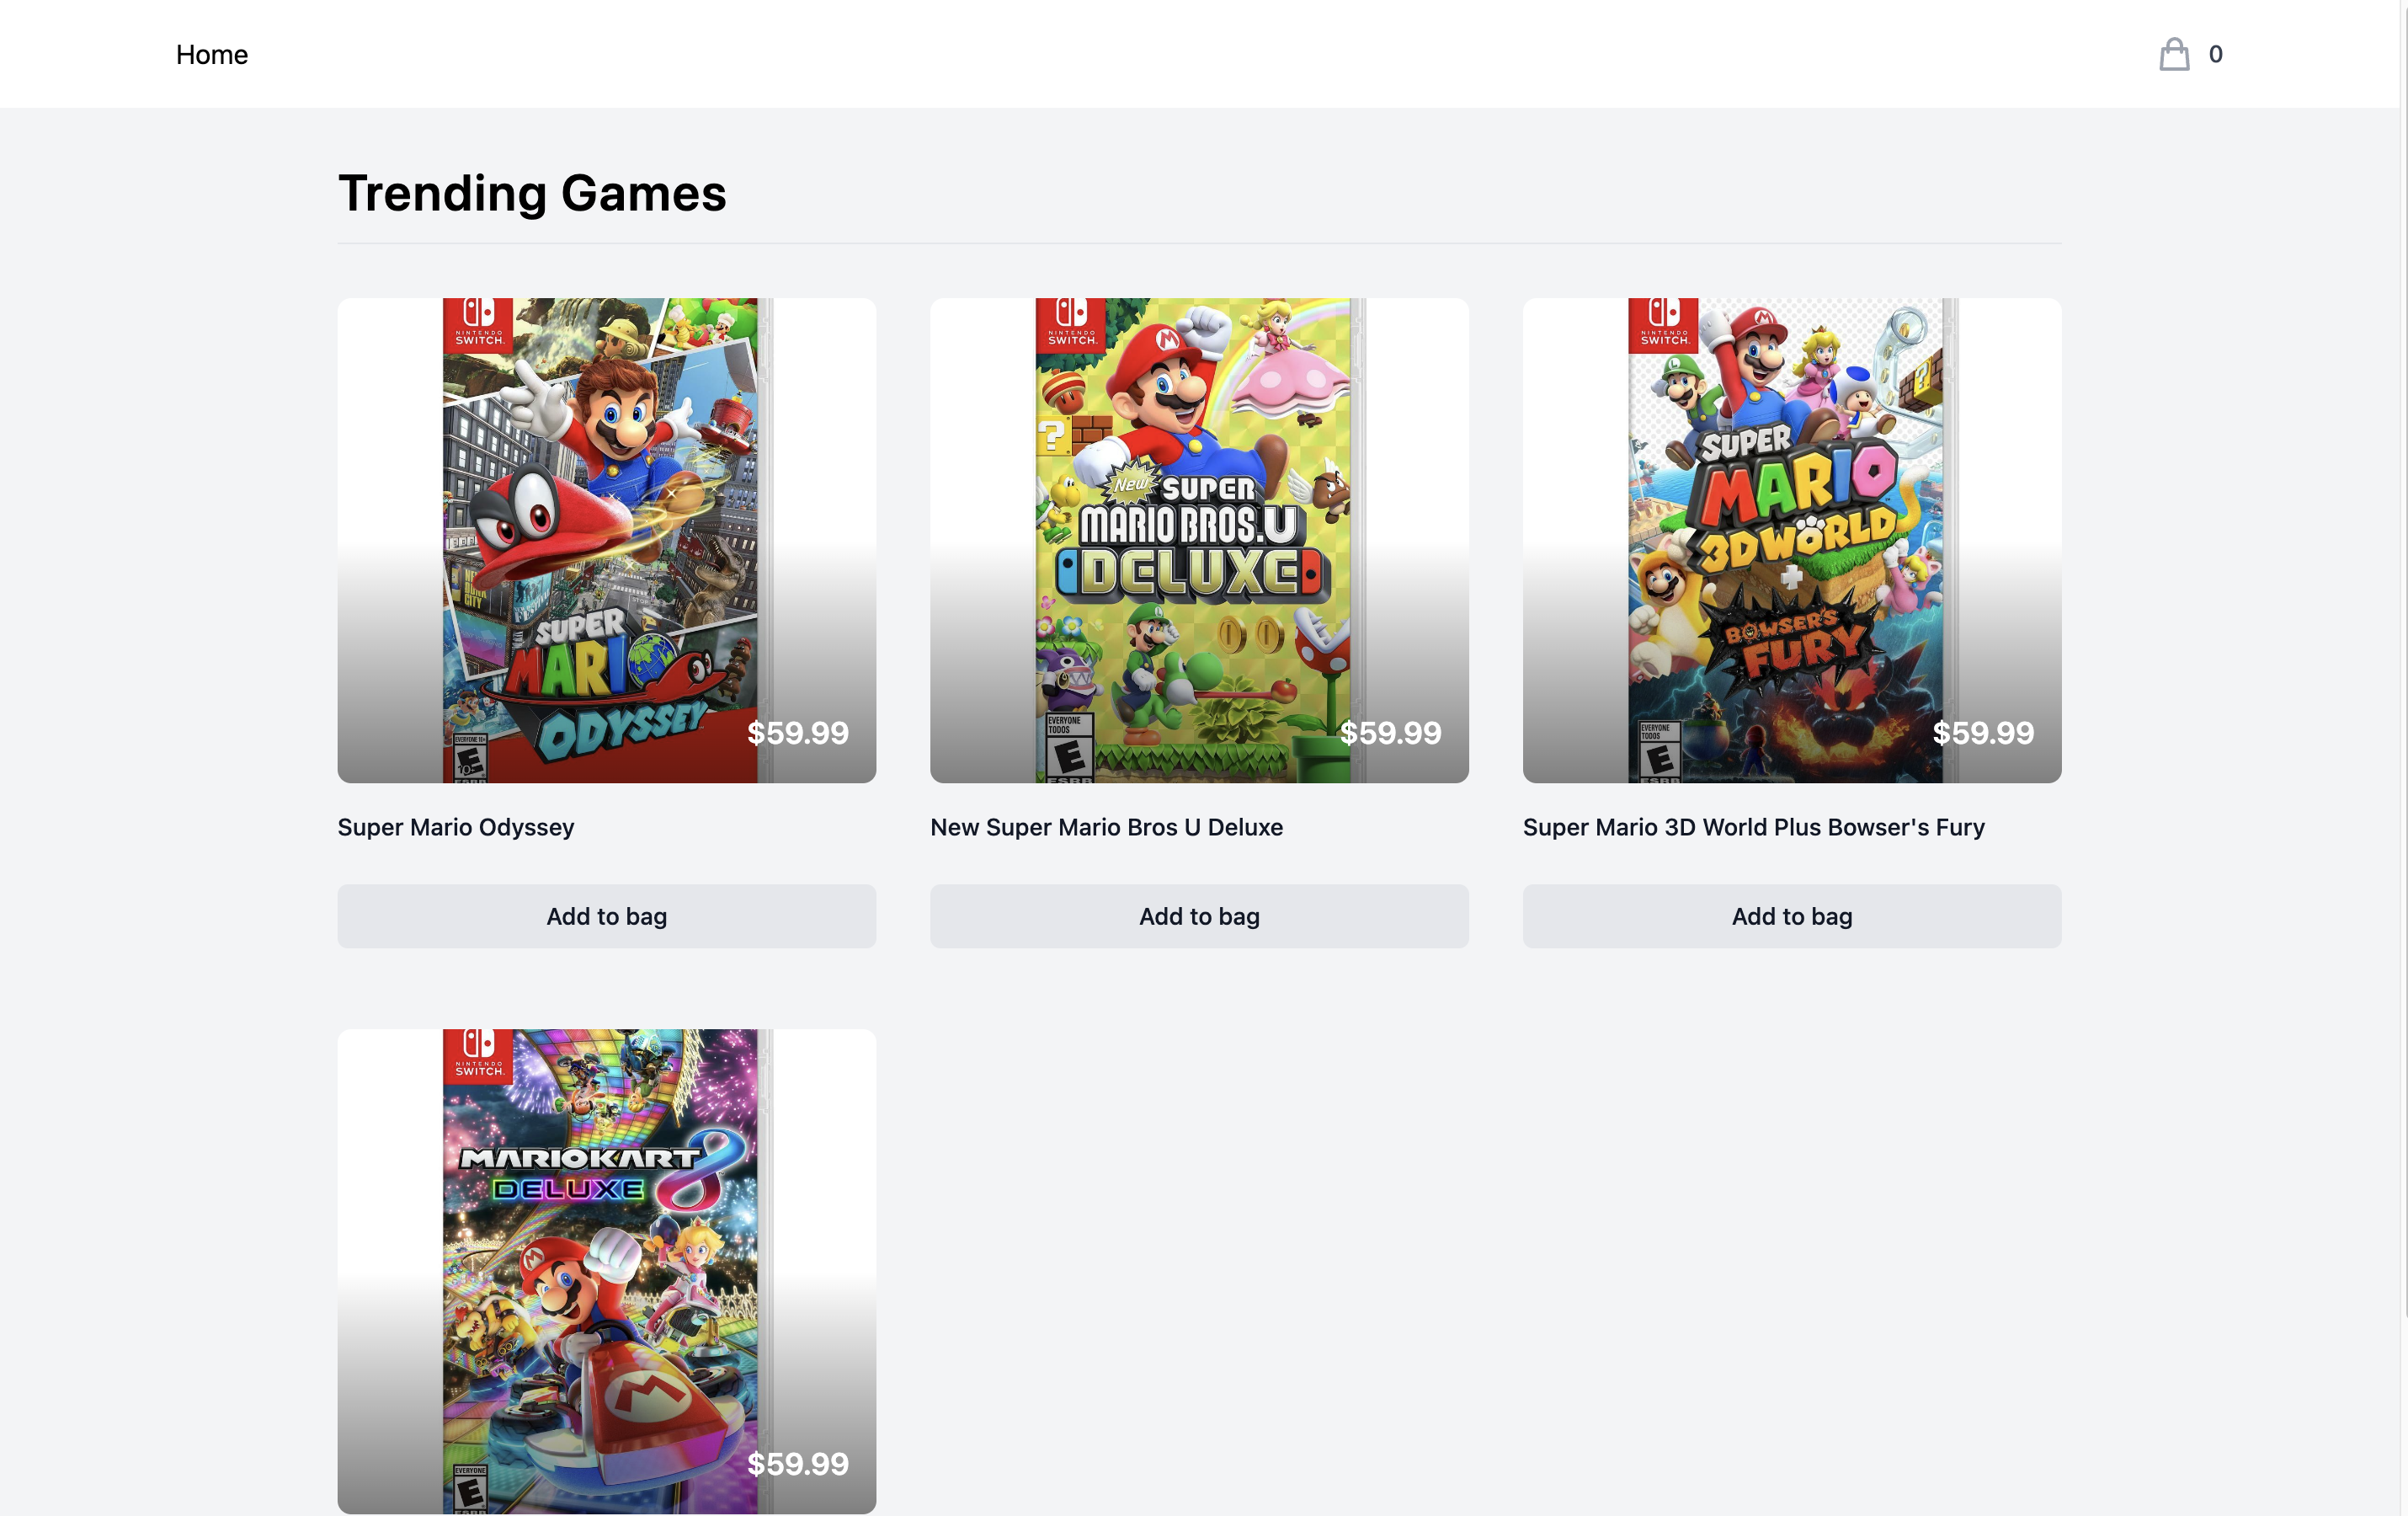 Home
0
Trending Games
NINTENDO
SWITCH.
SUPER
MARIO
ODYSSEY
EVERYONE 10+
E
10+
ESRB
$59.99
NINTENDO
SWITCH.
New SUPER
MARIO BROS. U
DELUXE
EVERYONE
TODOS
E
ESRB
$59.99
NINTENDO
SWITCH.
SUPER
MARIO
3D WORLD
+
BOWSER'S
FURY
EVERYONE
TODOS
E
ESRB
$59.99
Super Mario Odyssey
New Super Mario Bros U Deluxe
Super Mario 3D World Plus Bowser's Fury
Add to bag
Add to bag
Add to bag
NINTENDO
SWITCH.
MARIOKART 8
DELUXE
EVERYONE
E
$59.99